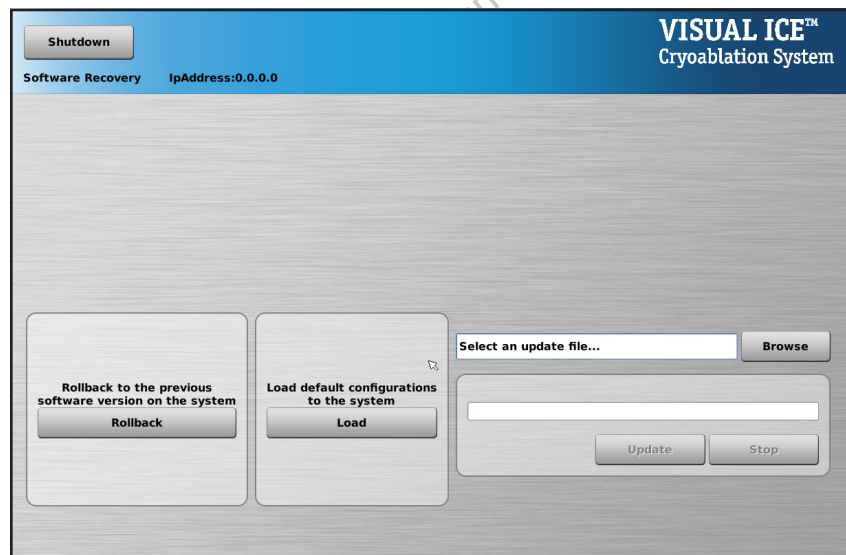 Shutdown
VISUAL ICE™
Cryoablation System
Software Recovery IpAddress:0.0.0.0
Select an update file...
Browse
Rollback to the previous
software version on the system
Rollback
Load default configurations
to the system
Load
Update
Stop